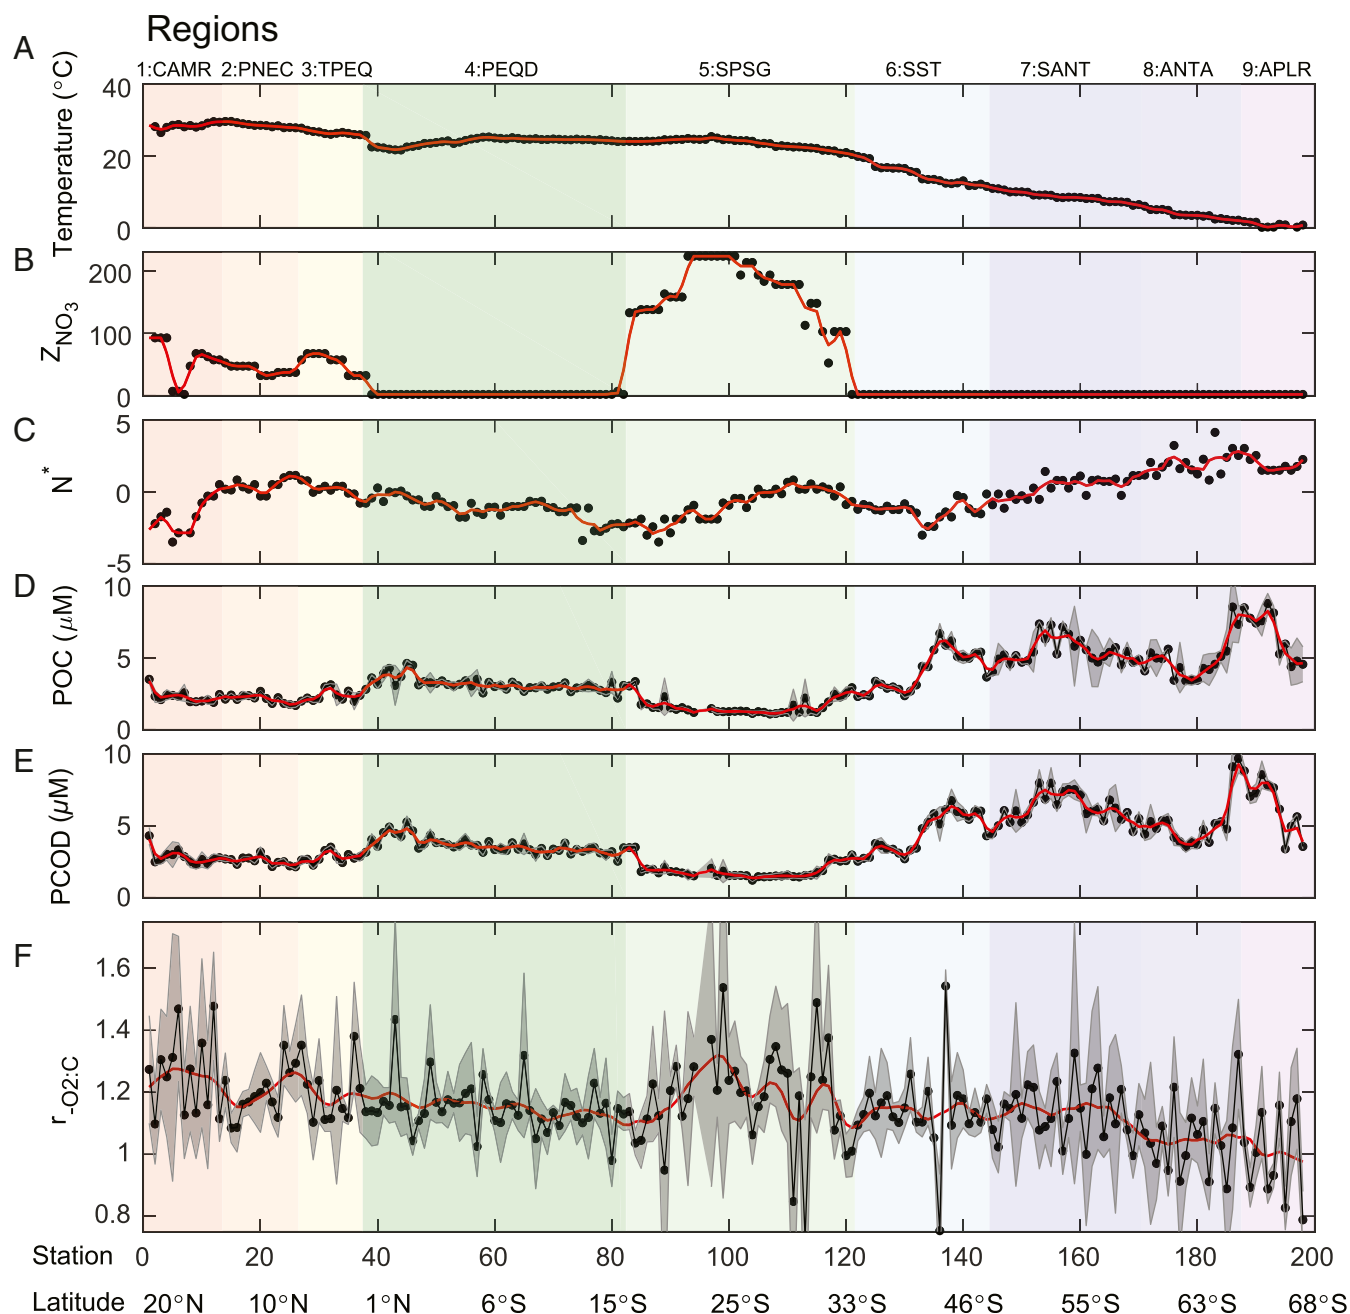 Regions
A
1:CAMR 2:PNEC 3:TPEQ 4:PEQD 5:SPSG 6:SST 7:SANT 8:ANTA 9:APLR
Temperature (°C)
40
20
0
B
Z_NO3
200
100
0
C
N*
5
0
-5
D
POC (μM)
10
5
0
E
PCOD (μM)
10
5
0
F
r_-O2:C
1.6
1.4
1.2
1
0.8
Station 0 20 40 60 80 100 120 140 160 180 200
Latitude 20°N 10°N 1°N 6°S 15°S 25°S 33°S 46°S 55°S 63°S 68°S